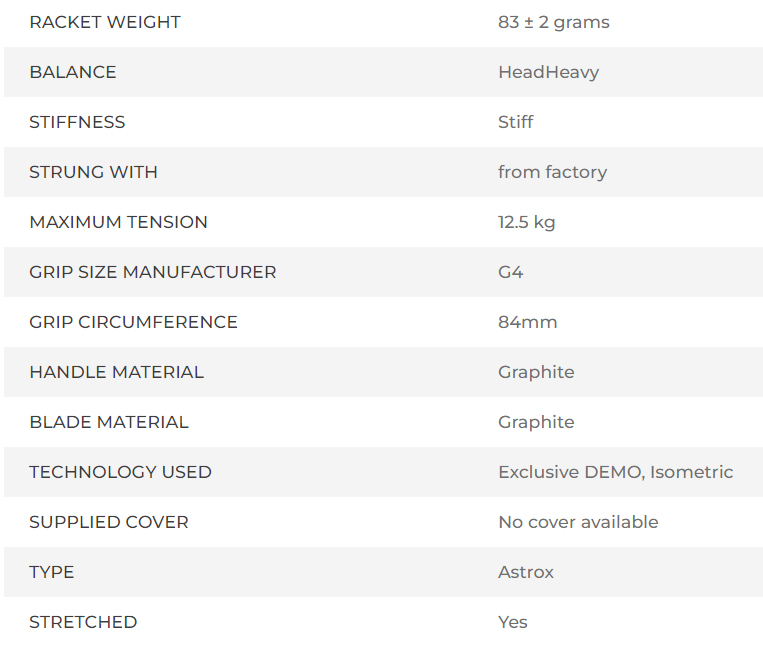 RACKET WEIGHT 83 ± 2 grams
BALANCE HeadHeavy
STIFFNESS Stiff
STRUNG WITH from factory
MAXIMUM TENSION 12.5 kg
GRIP SIZE MANUFACTURER G4
GRIP CIRCUMFERENCE 84mm
HANDLE MATERIAL Graphite
BLADE MATERIAL Graphite
TECHNOLOGY USED Exclusive DEMO, Isometric
SUPPLIED COVER No cover available
TYPE Astrox
STRETCHED Yes